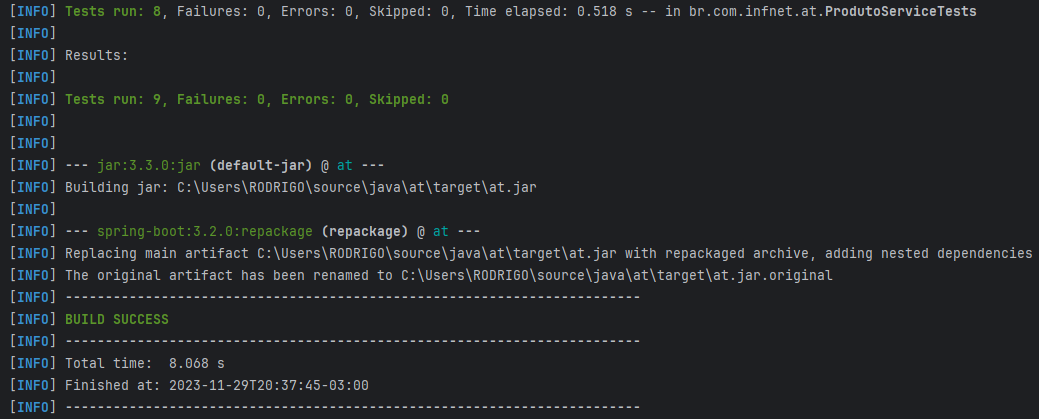 [INFO] Tests run: 8, Failures: 0, Errors: 0, Skipped: 0, Time elapsed: 0.518 s -- in br.com.infnet.at.ProdutoServiceTests
[INFO]
[INFO] Results:
[INFO]
[INFO] Tests run: 9, Failures: 0, Errors: 0, Skipped: 0
[INFO]
[INFO]
[INFO] --- jar:3.3.0:jar (default-jar) @ at ---
[INFO] Building jar: C:\Users\RODRIGO\source\java\at\target\at.jar
[INFO]
[INFO] --- spring-boot:3.2.0:repackage (repackage) @ at ---
[INFO] Replacing main artifact C:\Users\RODRIGO\source\java\at\target\at.jar with repackaged archive, adding nested dependencies
[INFO] The original artifact has been renamed to C:\Users\RODRIGO\source\java\at\target\at.jar.original
[INFO] ------------------------------------------------------------------------
[INFO] BUILD SUCCESS
[INFO] ------------------------------------------------------------------------
[INFO] Total time:  8.068 s
[INFO] Finished at: 2023-11-29T20:37:45-03:00
[INFO] ------------------------------------------------------------------------